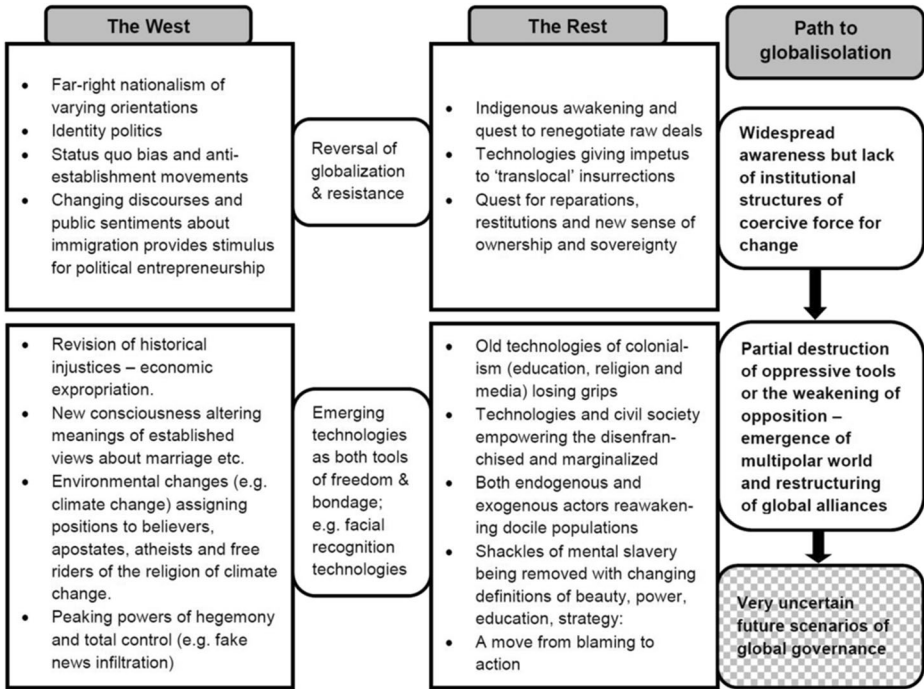 The West
• Far-right nationalism of
varying orientations
• Identity politics
• Status quo bias and anti-
establishment movements
• Changing discourses and
public sentiments about
immigration provides stimulus
for political entrepreneurship
Reversal of
globalization
& resistance
The Rest
• Indigenous awakening and
quest to renegotiate raw deals
• Technologies giving impetus
to ‘translocal’ insurrections
• Quest for reparations,
restitutions and new sense of
ownership and sovereignty
Path to
globalisolation
Widespread
awareness but lack
of institutional
structures of
coercive force for
change
• Revision of historical
injustices – economic
expropriation.
• New consciousness altering
meanings of established
views about marriage etc.
• Environmental changes (e.g.
climate change) assigning
positions to believers,
apostates, atheists and free
riders of the religion of climate
change.
• Peaking powers of hegemony
and total control (e.g. fake
news infiltration)
Emerging
technologies
as both tools
of freedom &
bondage;
e.g. facial
recognition
technologies
• Old technologies of colonial-
ism (education, religion and
media) losing grips
• Technologies and civil society
empowering the disenfran-
chised and marginalized
• Both endogenous and
exogenous actors reawaken-
ing docile populations
• Shackles of mental slavery
being removed with changing
definitions of beauty, power,
education, strategy:
• A move from blaming to
action
Partial destruction
of oppressive tools
or the weakening of
opposition –
emergence of
multipolar world
and restructuring
of global alliances
Very uncertain
future scenarios of
global governance